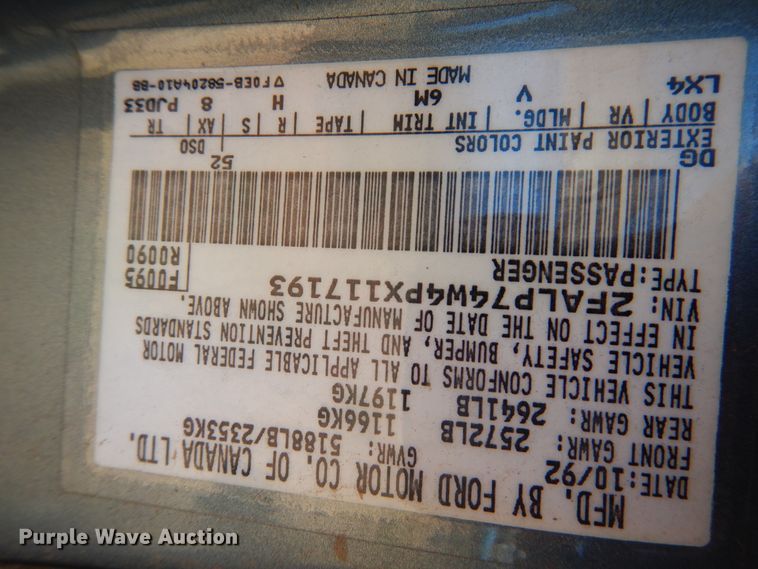 MFD. BY FORD MOTOR CO. OF CANADA LTD.
DATE: 10/92 GVWR: 5188LB/2353KG
FRONT GAWR: 2572LB 1166KG
REAR GAWR: 2641LB 1197KG
THIS VEHICLE CONFORMS TO ALL APPLICABLE FEDERAL MOTOR
VEHICLE SAFETY, BUMPER, AND THEFT PREVENTION STANDARDS
IN EFFECT ON THE DATE OF MANUFACTURE SHOWN ABOVE.
VIN: 2FALP74W4PX117193 F0095
TYPE: PASSENGER R0090
DG 52
EXTERIOR PAINT COLORS DSO
BODY | VR | MLDG. | INT TRIM | TAPE | R | S | AX | TR
LX4 V 6M H 8 PJD33
MADE IN CANADA ▽ F0EB-58204A10-BB
Purple Wave Auction®